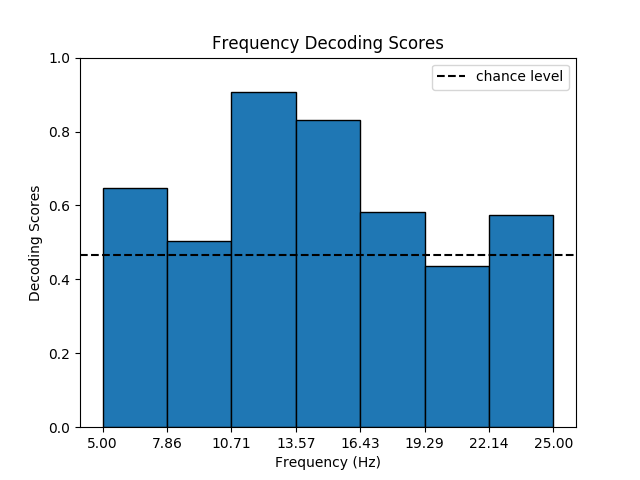 Frequency Decoding Scores
chance level
1.0
0.8
0.6
0.4
0.2
0.0
Decoding Scores
5.00 7.86 10.71 13.57 16.43 19.29 22.14 25.00
Frequency (Hz)